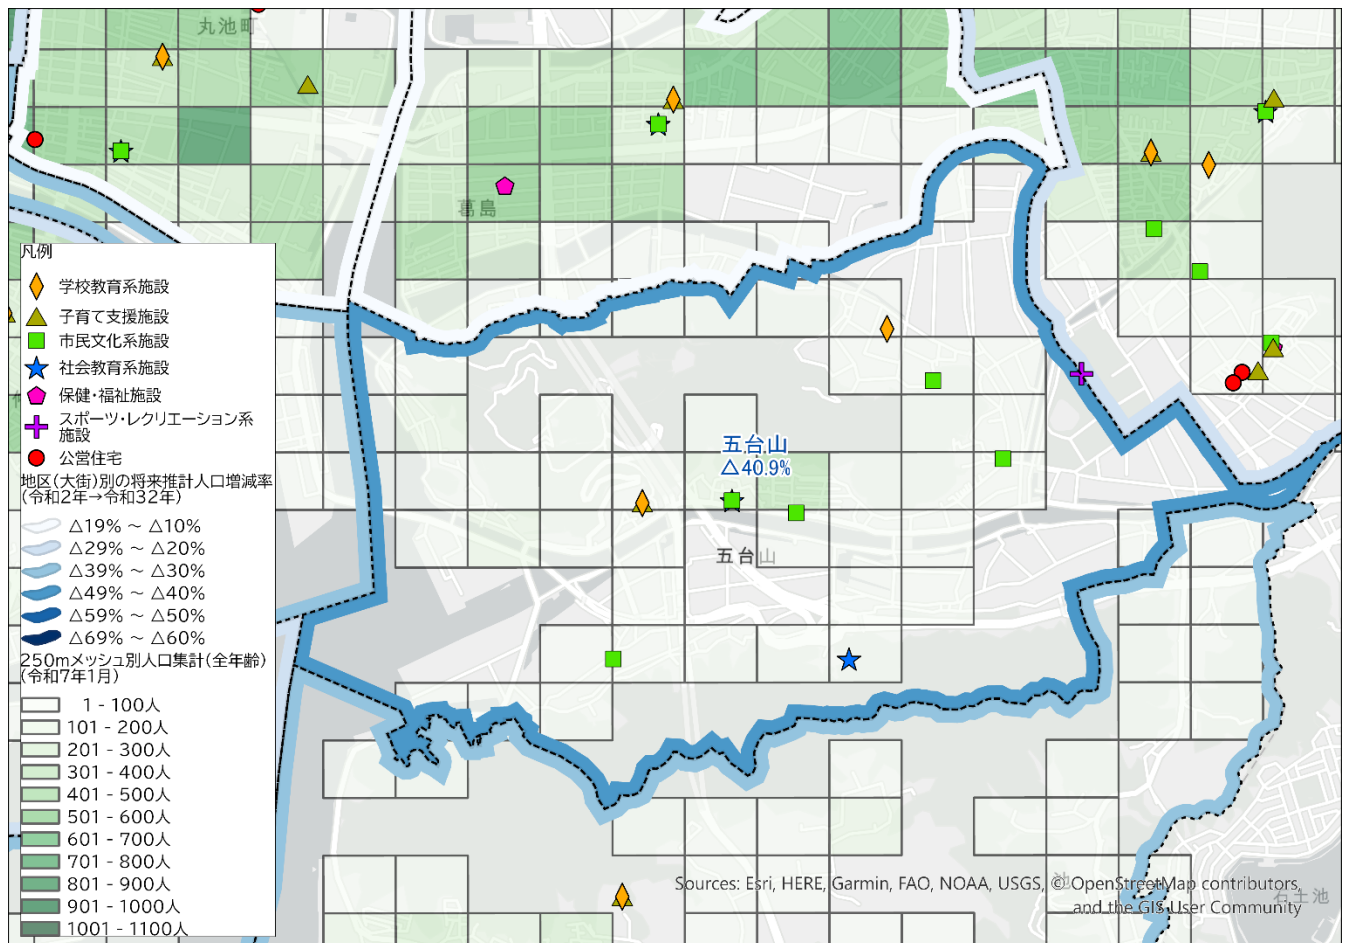 丸池町
葛島
凡例
学校教育系施設
子育て支援施設
市民文化系施設
社会教育系施設
保健・福祉施設
スポーツ・レクリエーション系
施設
公営住宅
地区(大街)別の将来推計人口増減率
(令和2年→令和32年)
△19% ～ △10%
△29% ～ △20%
△39% ～ △30%
△49% ～ △40%
△59% ～ △50%
△69% ～ △60%
250mメッシュ別人口集計(全年齢)
(令和7年1月)
1 - 100人
101 - 200人
201 - 300人
301 - 400人
401 - 500人
501 - 600人
601 - 700人
701 - 800人
801 - 900人
901 - 1000人
1001 - 1100人
五台山
△40.9%
五台山
池
石土池
Sources: Esri, HERE, Garmin, FAO, NOAA, USGS, © OpenStreetMap contributors,
and the GIS User Community